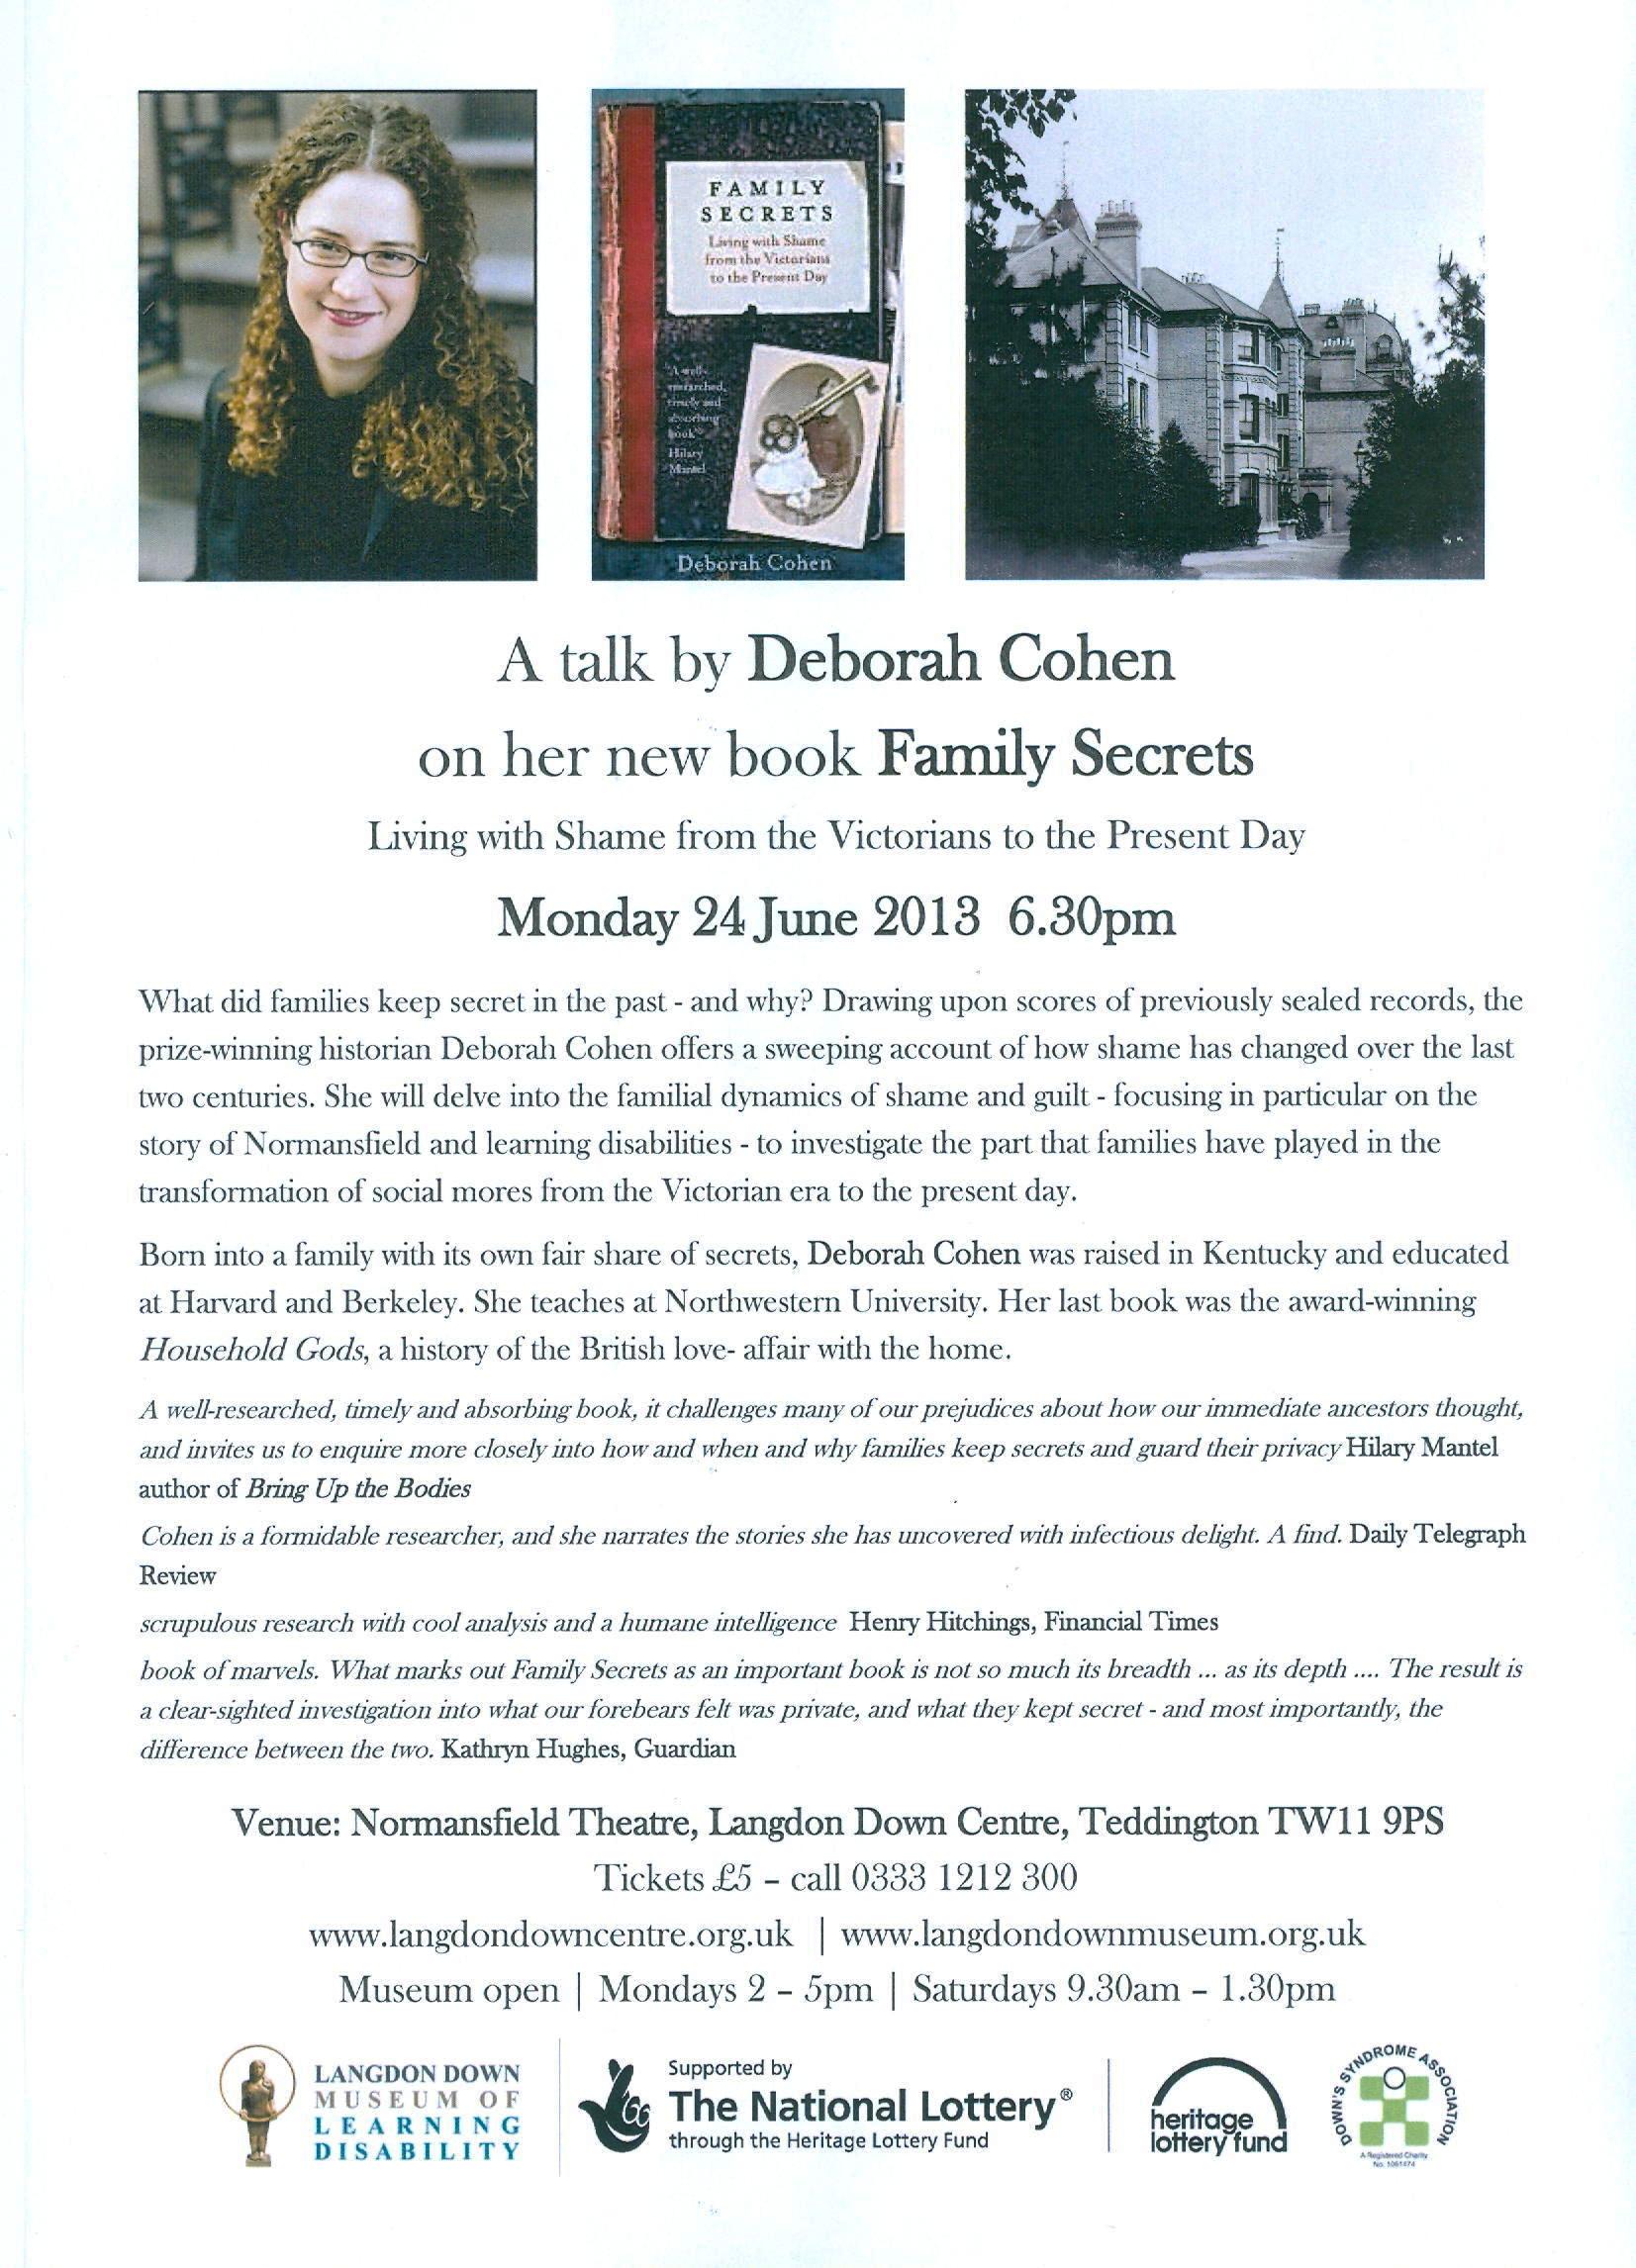 FAMILY
SECRETS
Living with Shame
from the Victorians
to the Present Day
"A well-
researched,
timely and
absorbing
book"
Hilary
Mantel
Deborah Cohen
A talk by Deborah Cohen
on her new book Family Secrets
Living with Shame from the Victorians to the Present Day
Monday 24 June 2013 6.30pm
What did families keep secret in the past - and why? Drawing upon scores of previously sealed records, the
prize-winning historian Deborah Cohen offers a sweeping account of how shame has changed over the last
two centuries. She will delve into the familial dynamics of shame and guilt - focusing in particular on the
story of Normansfield and learning disabilities - to investigate the part that families have played in the
transformation of social mores from the Victorian era to the present day.
Born into a family with its own fair share of secrets, Deborah Cohen was raised in Kentucky and educated
at Harvard and Berkeley. She teaches at Northwestern University. Her last book was the award-winning
Household Gods, a history of the British love- affair with the home.
A well-researched, timely and absorbing book, it challenges many of our prejudices about how our immediate ancestors thought,
and invites us to enquire more closely into how and when and why families keep secrets and guard their privacy Hilary Mantel
author of Bring Up the Bodies
Cohen is a formidable researcher, and she narrates the stories she has uncovered with infectious delight. A find. Daily Telegraph
Review
scrupulous research with cool analysis and a humane intelligence Henry Hitchings, Financial Times
book of marvels. What marks out Family Secrets as an important book is not so much its breadth ... as its depth .... The result is
a clear-sighted investigation into what our forebears felt was private, and what they kept secret - and most importantly, the
difference between the two. Kathryn Hughes, Guardian
Venue: Normansfield Theatre, Langdon Down Centre, Teddington TW11 9PS
Tickets £5 – call 0333 1212 300
www.langdondowncentre.org.uk | www.langdondownmuseum.org.uk
Museum open | Mondays 2 – 5pm | Saturdays 9.30am – 1.30pm
LANGDON DOWN
MUSEUM OF
LEARNING
DISABILITY
Supported by
The National Lottery®
through the Heritage Lottery Fund
heritage
lottery fund
DOWN'S SYNDROME ASSOCIATION
A Registered Charity
No. 1061474